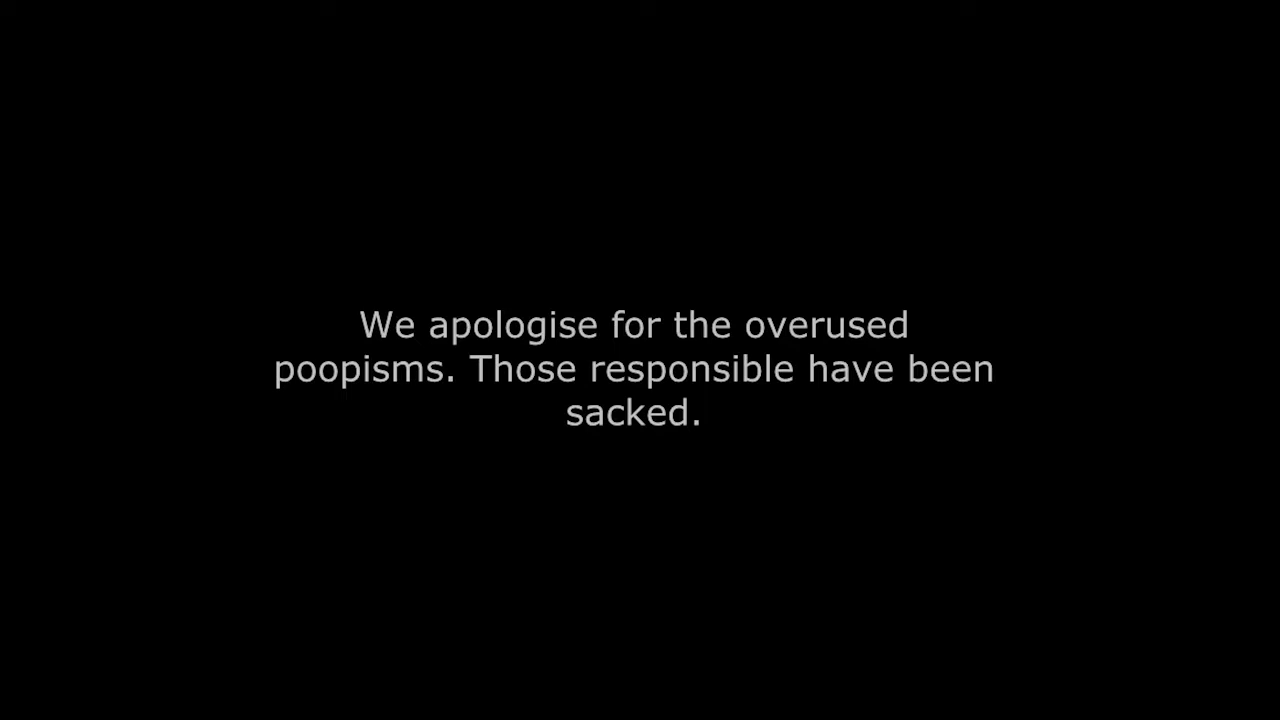 We apologise for the overused
poopisms. Those responsible have been
sacked.